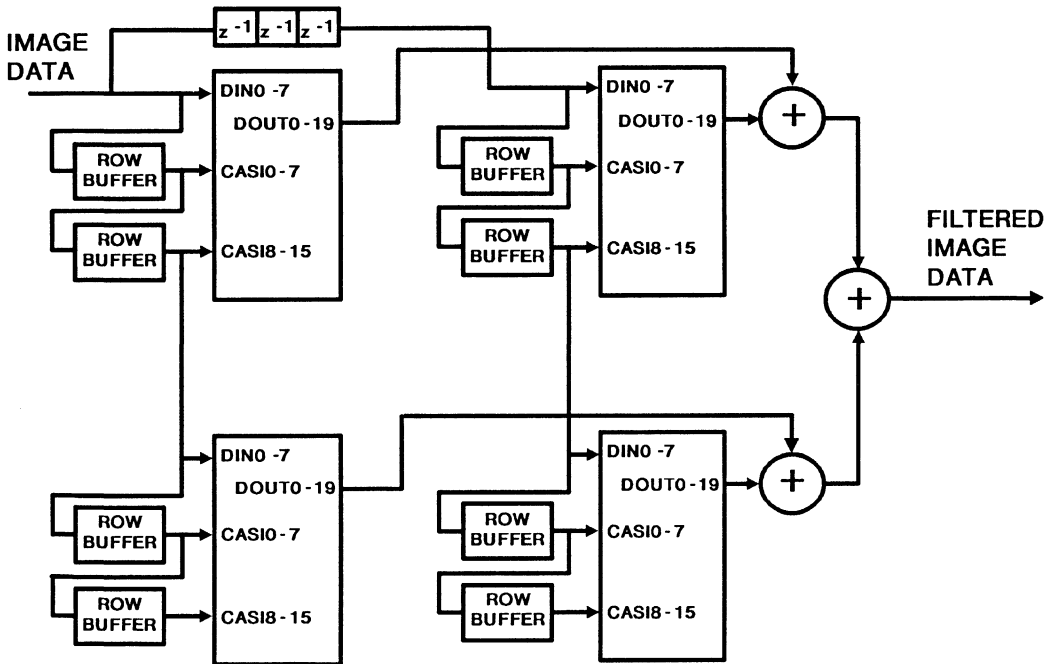 IMAGE
DATA
z -1 z -1 z -1
DIN0 -7
DOUT0 -19
ROW
BUFFER
CASI0 - 7
ROW
BUFFER
CASI8 - 15
DIN0 -7
DOUT0 -19
ROW
BUFFER
CASI0 - 7
ROW
BUFFER
CASI8 - 15
+
+
FILTERED
IMAGE
DATA
DIN0 -7
DOUT0 -19
ROW
BUFFER
CASI0 - 7
ROW
BUFFER
CASI8 - 15
DIN0 -7
DOUT0 -19
ROW
BUFFER
CASI0 - 7
ROW
BUFFER
CASI8 - 15
+